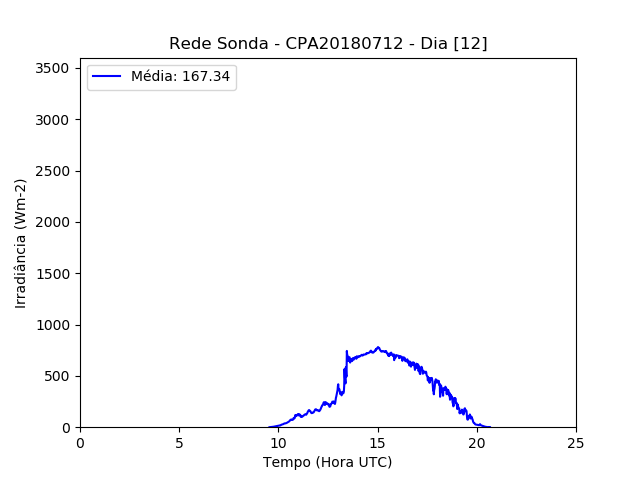 Rede Sonda - CPA20180712 - Dia [12]
Média: 167.34
3500
3000
2500
2000
1500
1000
500
0
Irradiância (Wm-2)
0 5 10 15 20 25
Tempo (Hora UTC)